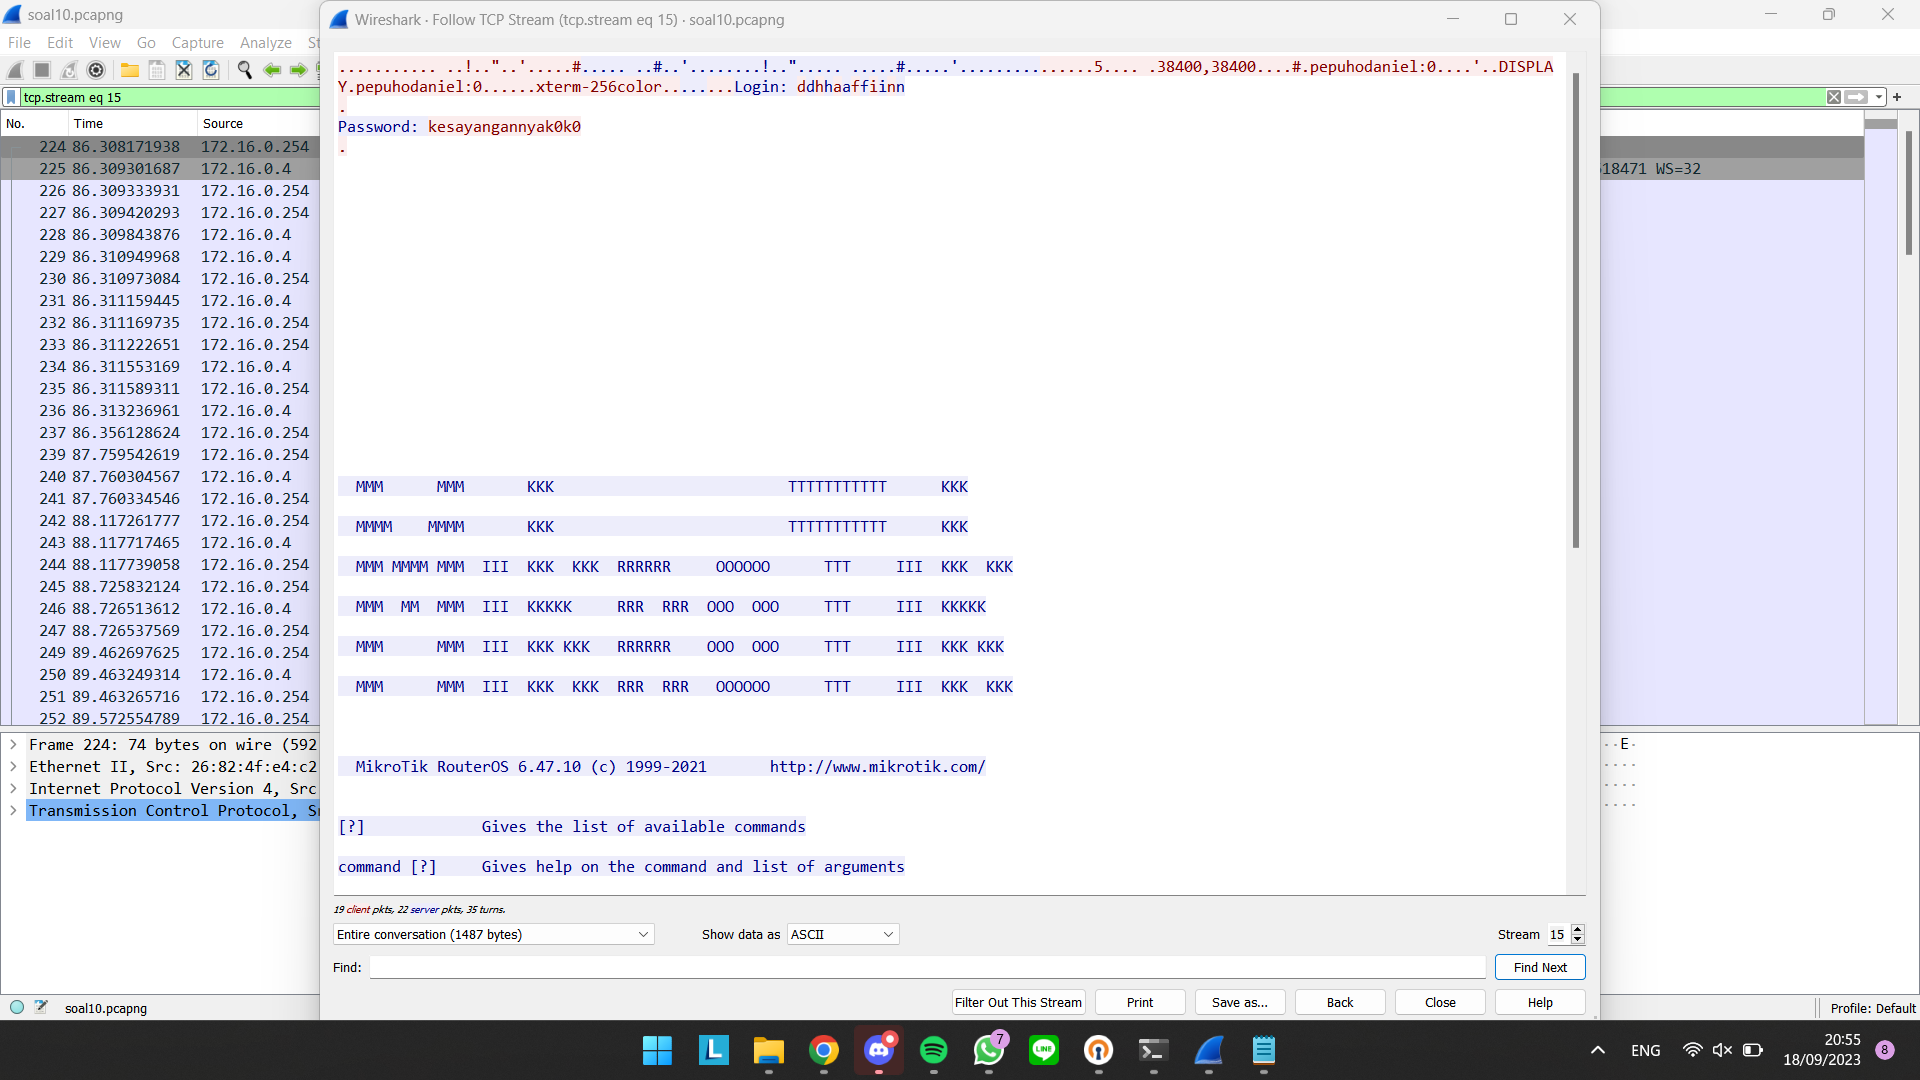 soal10.pcapng
Wireshark · Follow TCP Stream (tcp.stream eq 15) · soal10.pcapng
File Edit View Go Capture Analyze St
tcp.stream eq 15
No. Time Source
224 86.308171938 172.16.0.254
225 86.309301687 172.16.0.4
226 86.309333931 172.16.0.254
227 86.309420293 172.16.0.254
228 86.309843876 172.16.0.4
229 86.310949968 172.16.0.4
230 86.310973084 172.16.0.254
231 86.311159445 172.16.0.4
232 86.311169735 172.16.0.254
233 86.311222651 172.16.0.254
234 86.311553169 172.16.0.4
235 86.311589311 172.16.0.254
236 86.313236961 172.16.0.4
237 86.356128624 172.16.0.254
239 87.759542619 172.16.0.254
240 87.760304567 172.16.0.4
241 87.760334546 172.16.0.254
242 88.117261777 172.16.0.254
243 88.117717465 172.16.0.4
244 88.117739058 172.16.0.254
245 88.725832124 172.16.0.254
246 88.726513612 172.16.0.4
247 88.726537569 172.16.0.254
249 89.462697625 172.16.0.254
250 89.463249314 172.16.0.4
251 89.463265716 172.16.0.254
252 89.572554789 172.16.0.254
18471 WS=32
Frame 224: 74 bytes on wire (592
Ethernet II, Src: 26:82:4f:e4:c2
Internet Protocol Version 4, Src
Transmission Control Protocol, S
··E·
····
····
····
........... ..!.."..'.....#..... ..#..'........!.."..... .....#.....'...............5.... .38400,38400....#.pepuhodaniel:0....'..DISPLA
Y.pepuhodaniel:0......xterm-256color........Login: ddhhaaffiinn
.
Password: kesayangannyak0k0
.
MMM      MMM       KKK                          TTTTTTTTTTT      KKK
MMMM    MMMM       KKK                          TTTTTTTTTTT      KKK
MMM MMMM MMM  III  KKK  KKK  RRRRRR     OOOOOO      TTT     III  KKK  KKK
MMM  MM  MMM  III  KKKKK     RRR  RRR  OOO  OOO     TTT     III  KKKKK
MMM      MMM  III  KKK KKK   RRRRRR    OOO  OOO     TTT     III  KKK KKK
MMM      MMM  III  KKK  KKK  RRR  RRR   OOOOOO      TTT     III  KKK  KKK
MikroTik RouterOS 6.47.10 (c) 1999-2021       http://www.mikrotik.com/
[?]             Gives the list of available commands
command [?]     Gives help on the command and list of arguments
19 client pkts, 22 server pkts, 35 turns.
Entire conversation (1487 bytes) Show data as ASCII Stream 15
Find: Find Next
Filter Out This Stream Print Save as... Back Close Help
soal10.pcapng Profile: Default
L
7
LINE
ENG
20:55
18/09/2023
8